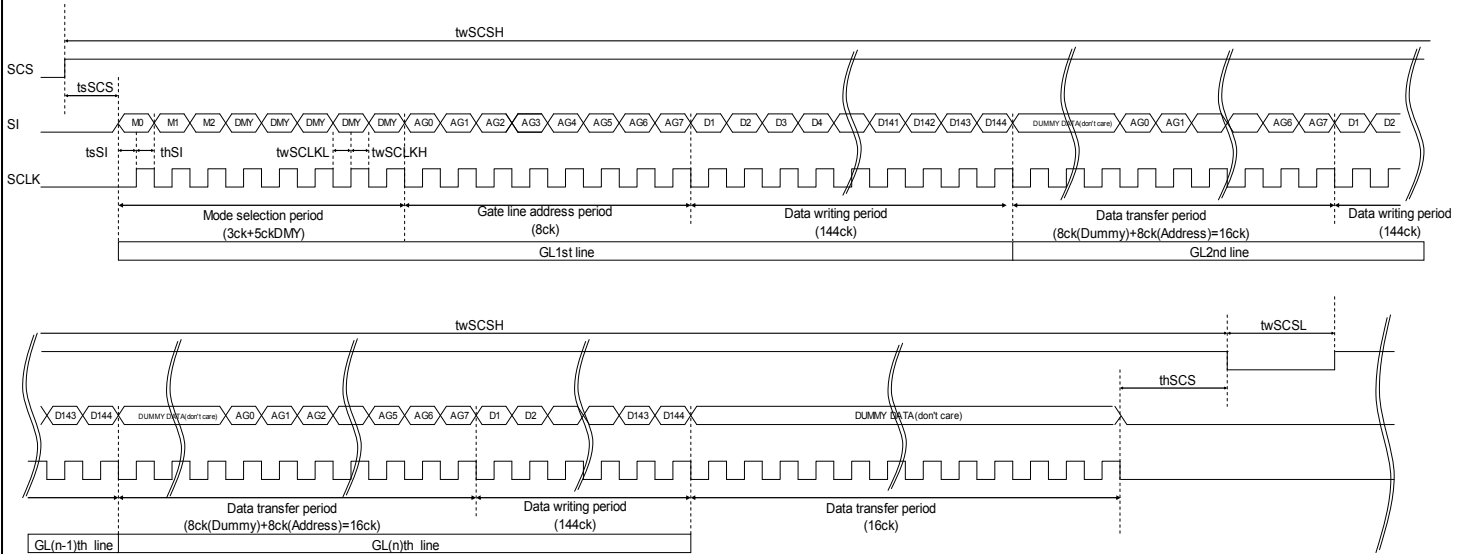 twSCSH
SCS
tsSCS
SI M0 M1 M2 DMY DMY DMY DMY DMY AG0 AG1 AG2 AG3 AG4 AG5 AG6 AG7 D1 D2 D3 D4 D141 D142 D143 D144 DUMMY DATA(don't care) AG0 AG1 AG6 AG7 D1 D2
tsSI thSI twSCLKL twSCLKH
SCLK
Mode selection period
(3ck+5ckDMY)
Gate line address period
(8ck)
Data writing period
(144ck)
Data transfer period
(8ck(Dummy)+8ck(Address)=16ck)
Data writing period
(144ck)
GL1st line GL2nd line
twSCSH twSCSL
thSCS
D143 D144 DUMMY DATA(don't care) AG0 AG1 AG2 AG5 AG6 AG7 D1 D2 D143 D144 DUMMY DATA(don't care)
Data transfer period
(8ck(Dummy)+8ck(Address)=16ck)
Data writing period
(144ck)
Data transfer period
(16ck)
GL(n-1)th line GL(n)th line